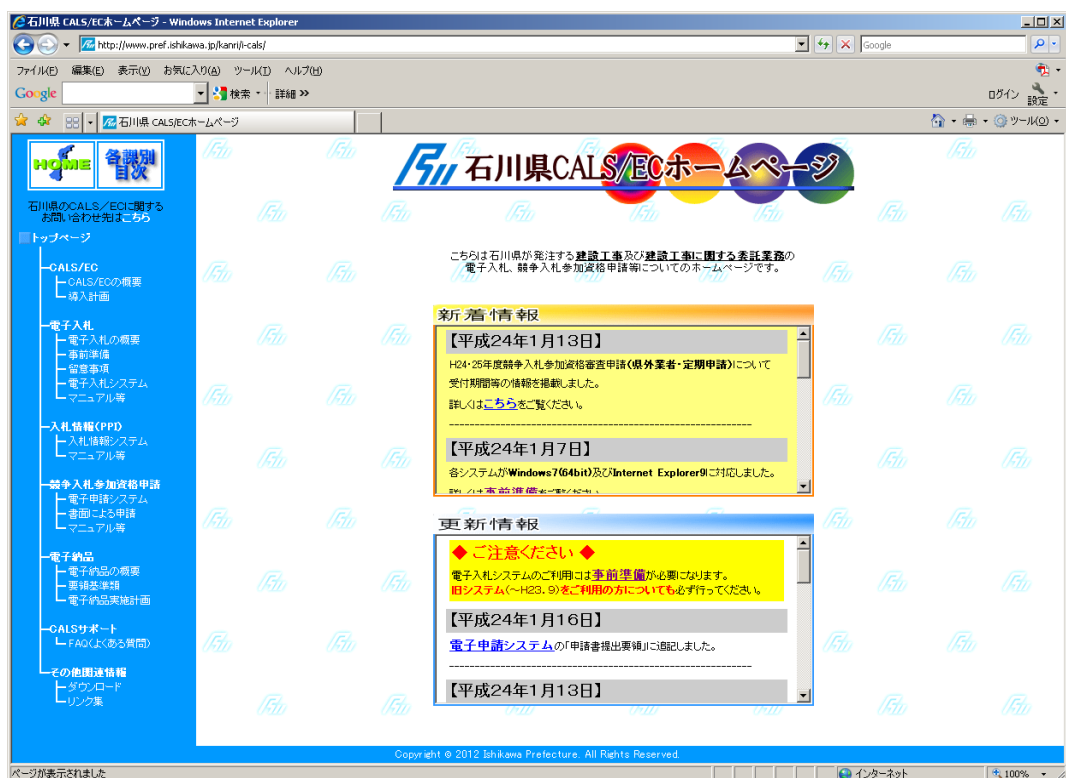 石川県 CALS/ECホームページ - Windows Internet Explorer
http://www.pref.ishikawa.jp/kanri/i-cals/
Google
ファイル(F) 編集(E) 表示(V) お気に入り(A) ツール(T) ヘルプ(H)
Google 検索 詳細 >> ログイン 設定
石川県 CALS/ECホームページ
ツール(O)
HOME 各課別目次
石川県CALS/ECホームページ
石川県のCALS/ECに関する
お問い合わせ先はこちら
トップページ
CALS/EC
CALS/ECの概要
導入計画
電子入札
電子入札の概要
事前準備
留意事項
電子入札システム
マニュアル等
入札情報(PPI)
入札情報システム
マニュアル等
競争入札参加資格申請
電子申請システム
書面による申請
マニュアル等
電子納品
電子納品の概要
要領基準類
電子納品実施計画
CALSサポート
FAQ(よくある質問)
その他関連情報
ダウンロード
リンク集
こちらは石川県が発注する建設工事及び建設工事に関する委託業務の
電子入札、競争入札参加資格申請等についてのホームページです。
新着情報
【平成24年1月13日】
H24・25年度競争入札参加資格審査申請(県外業者・定期申請)について
受付期間等の情報を掲載しました。
詳しくはこちらをご覧ください。
------------------------------------------------------------
【平成24年1月7日】
各システムがWindows7(64bit)及びInternet Explorer9に対応しました。
詳しくは事前準備をご覧ください。
更新情報
◆ ご注意ください ◆
電子入札システムのご利用には事前準備が必要になります。
旧システム(~H23.9)をご利用の方についても必ず行ってください。
【平成24年1月16日】
電子申請システムの「申請書提出要領」に追記しました。
------------------------------------------------------------
【平成24年1月13日】
Copyright © 2012 Ishikawa Prefecture. All Rights Reserved.
ページが表示されました インターネット 100%